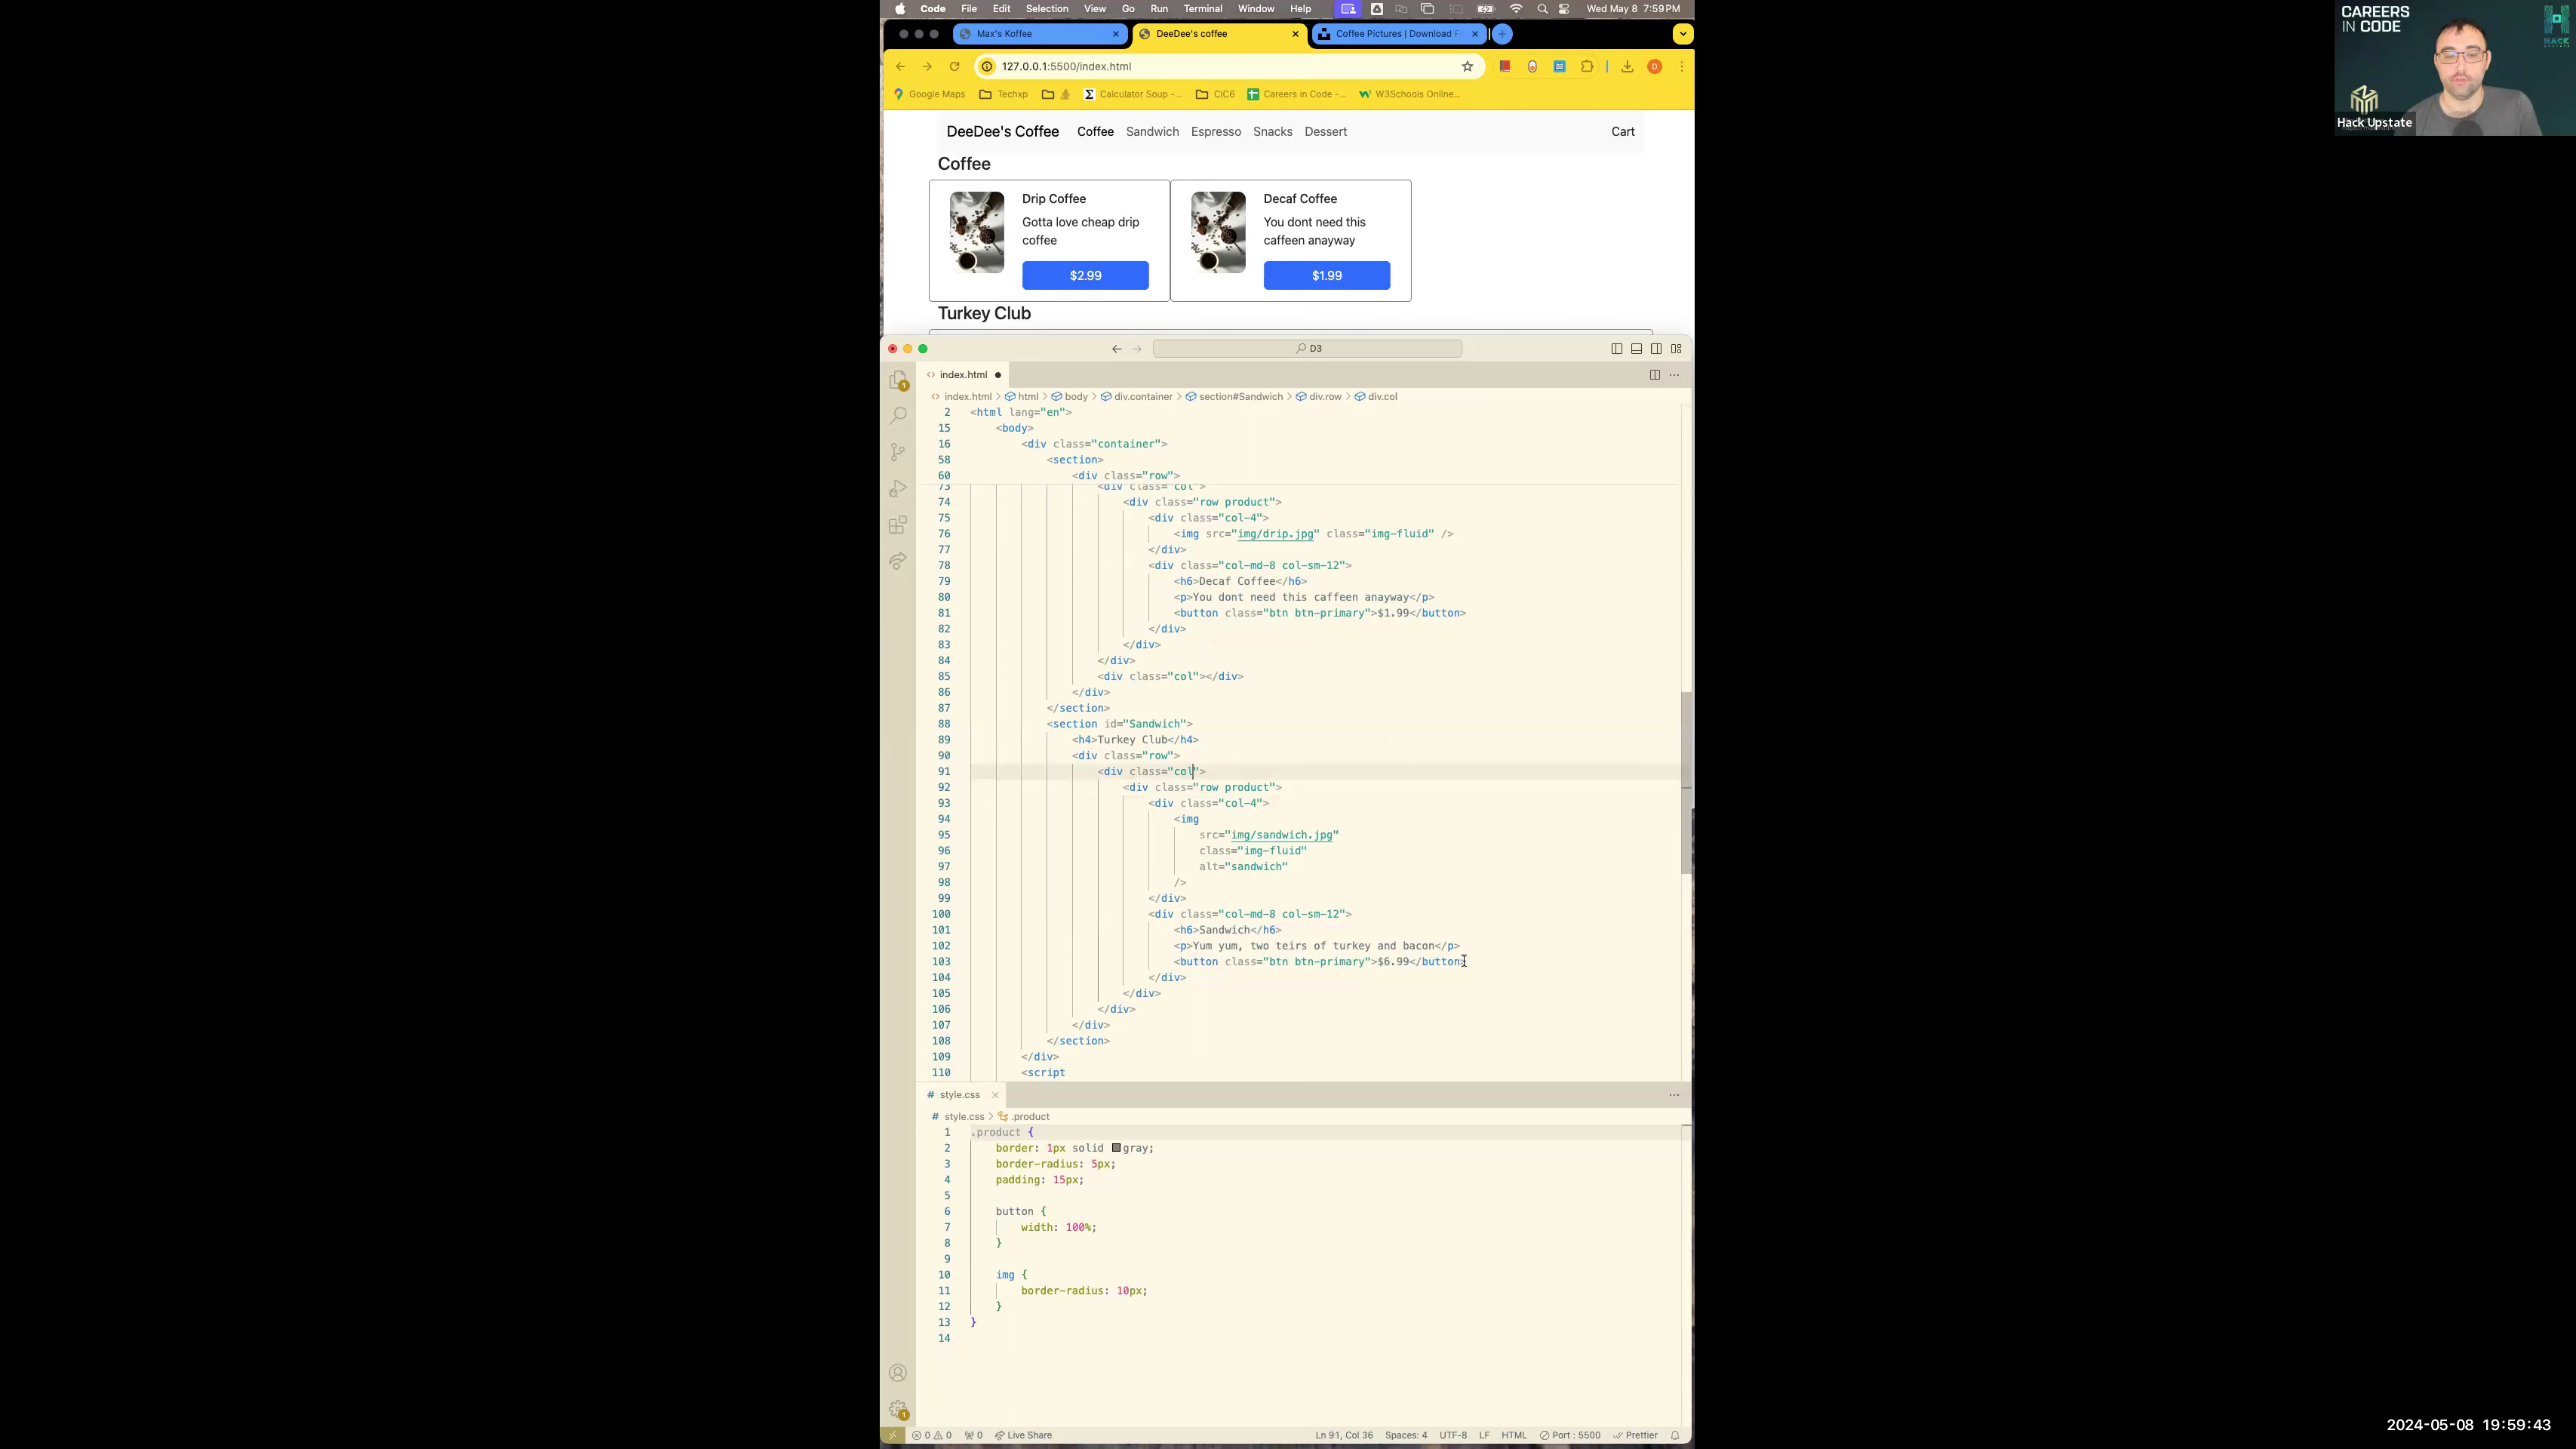 Code File Edit Selection View Go Run Terminal Window Help Wed May 8 7:59 PM
Max's Koffee DeeDee's coffee Coffee Pictures | Download F
127.0.0.1:5500/index.html
Google Maps Techxp Calculator Soup -... CiC6 Careers in Code -... W3Schools Online...
DeeDee's Coffee Coffee Sandwich Espresso Snacks Dessert Cart
Coffee
Drip Coffee
Gotta love cheap drip
coffee
$2.99
Decaf Coffee
You dont need this
caffeen anayway
$1.99
Turkey Club
D3
index.html
index.html > html > body > div.container > section#Sandwich > div.row > div.col
2 <html lang="en">
15 <body>
16 <div class="container">
58 <section>
60 <div class="row">
73 <div class="col">
74 <div class="row product">
75 <div class="col-4">
76 <img src="img/drip.jpg" class="img-fluid" />
77 </div>
78 <div class="col-md-8 col-sm-12">
79 <h6>Decaf Coffee</h6>
80 <p>You dont need this caffeen anayway</p>
81 <button class="btn btn-primary">$1.99</button>
82 </div>
83 </div>
84 </div>
85 <div class="col"></div>
86 </div>
87 </section>
88 <section id="Sandwich">
89 <h4>Turkey Club</h4>
90 <div class="row">
91 <div class="col">
92 <div class="row product">
93 <div class="col-4">
94 <img
95 src="img/sandwich.jpg"
96 class="img-fluid"
97 alt="sandwich"
98 />
99 </div>
100 <div class="col-md-8 col-sm-12">
101 <h6>Sandwich</h6>
102 <p>Yum yum, two teirs of turkey and bacon</p>
103 <button class="btn btn-primary">$6.99</button>
104 </div>
105 </div>
106 </div>
107 </div>
108 </section>
109 </div>
110 <script
style.css
style.css > .product
1 .product {
2 border: 1px solid gray;
3 border-radius: 5px;
4 padding: 15px;
5
6 button {
7 width: 100%;
8 }
9
10 img {
11 border-radius: 10px;
12 }
13 }
14
0 0 0 Live Share Ln 91, Col 36 Spaces: 4 UTF-8 LF HTML Port : 5500 Prettier
CAREERS
IN CODE
HACK
Hack Upstate
2024-05-08 19:59:43